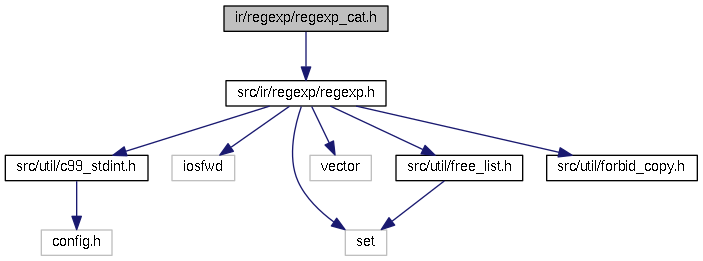 ir/regexp/regexp_cat.h
src/ir/regexp/regexp.h
src/util/c99_stdint.h
iosfwd
vector
src/util/free_list.h
src/util/forbid_copy.h
config.h
set